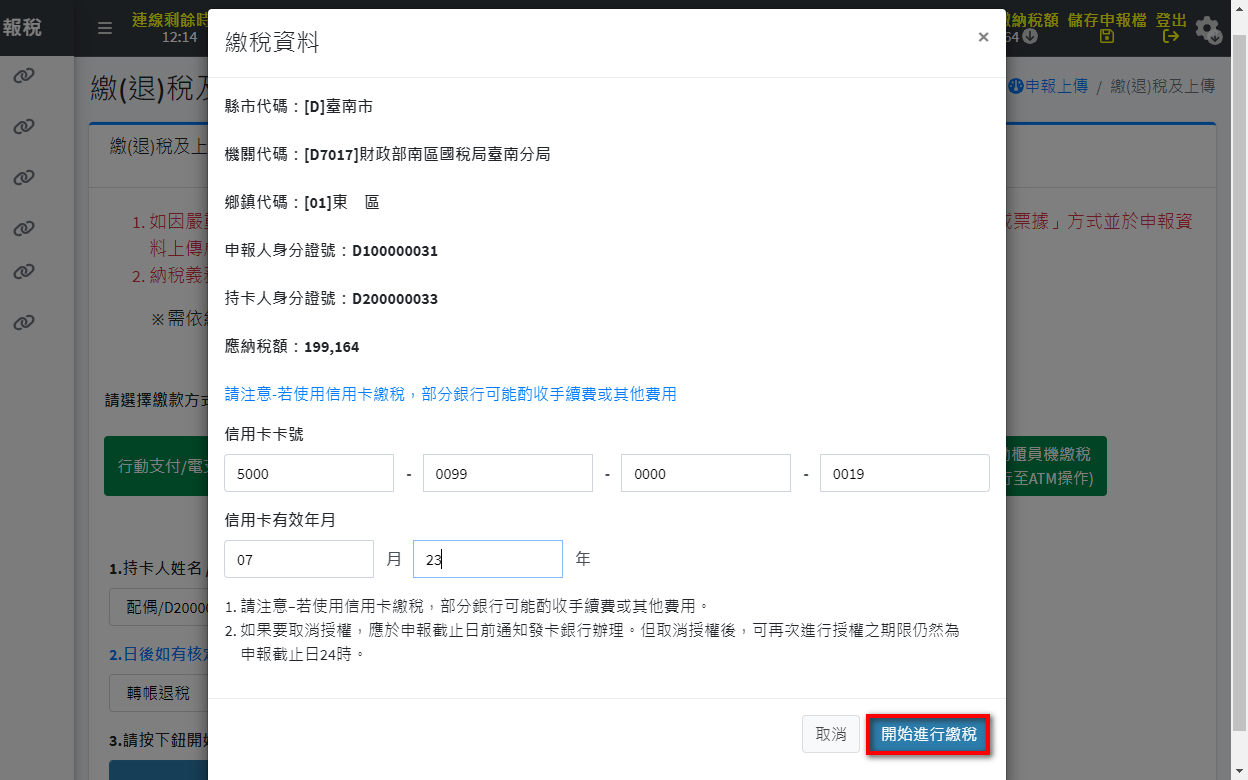 報稅
連線剩餘時
12:14
繳納稅額
64
儲存申報檔
登出
繳(退)稅及
申報上傳 / 繳(退)稅及上傳
繳(退)稅及上
1. 如因嚴
或票據」方式並於申報資
料上傳
2. 納稅義
※需依
請選擇繳款方式
行動支付/電支
動櫃員機繳稅
行至ATM操作)
1.持卡人姓名/
配偶/D20000
2.日後如有核定
轉帳退稅
3.請按下鈕開始
繳稅資料
×
縣市代碼：[D]臺南市
機關代碼：[D7017]財政部南區國稅局臺南分局
鄉鎮代碼：[01]東　區
申報人身分證號：D100000031
持卡人身分證號：D200000033
應納稅額：199,164
請注意-若使用信用卡繳稅，部分銀行可能酌收手續費或其他費用
信用卡卡號
5000 - 0099 - 0000 - 0019
信用卡有效年月
07 月 23 年
1. 請注意–若使用信用卡繳稅，部分銀行可能酌收手續費或其他費用。
2. 如果要取消授權，應於申報截止日前通知發卡銀行辦理。但取消授權後，可再次進行授權之期限仍然為
申報截止日24時。
取消
開始進行繳稅